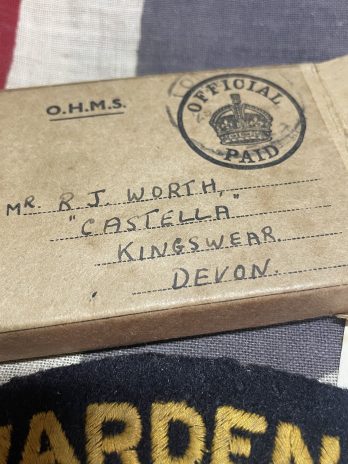 O.H.M.S.
OFFICIAL
PAID
MR. R J. WORTH,
"CASTELLA"
KINGSWEAR.
DEVON.
ARDEN